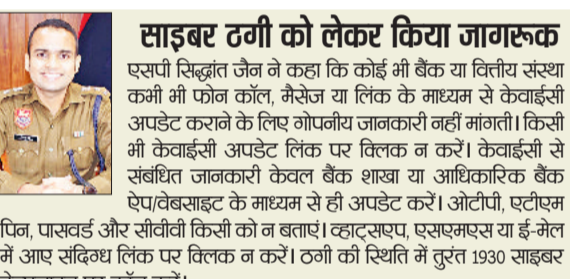 साइबर ठगी को लेकर किया जागरूक
एसपी सिद्धांत जैन ने कहा कि कोई भी बैंक या वित्तीय संस्था
कभी भी फोन कॉल, मैसेज या लिंक के माध्यम से केवाईसी
अपडेट कराने के लिए गोपनीय जानकारी नहीं मांगती। किसी
भी केवाईसी अपडेट लिंक पर क्लिक न करें। केवाईसी से
संबंधित जानकारी केवल बैंक शाखा या आधिकारिक बैंक
ऐप/वेबसाइट के माध्यम से ही अपडेट करें। ओटीपी, एटीएम
पिन, पासवर्ड और सीवीवी किसी को न बताएं। व्हाट्सएप, एसएमएस या ई-मेल
में आए संदिग्ध लिंक पर क्लिक न करें। ठगी की स्थिति में तुरंत 1930 साइबर